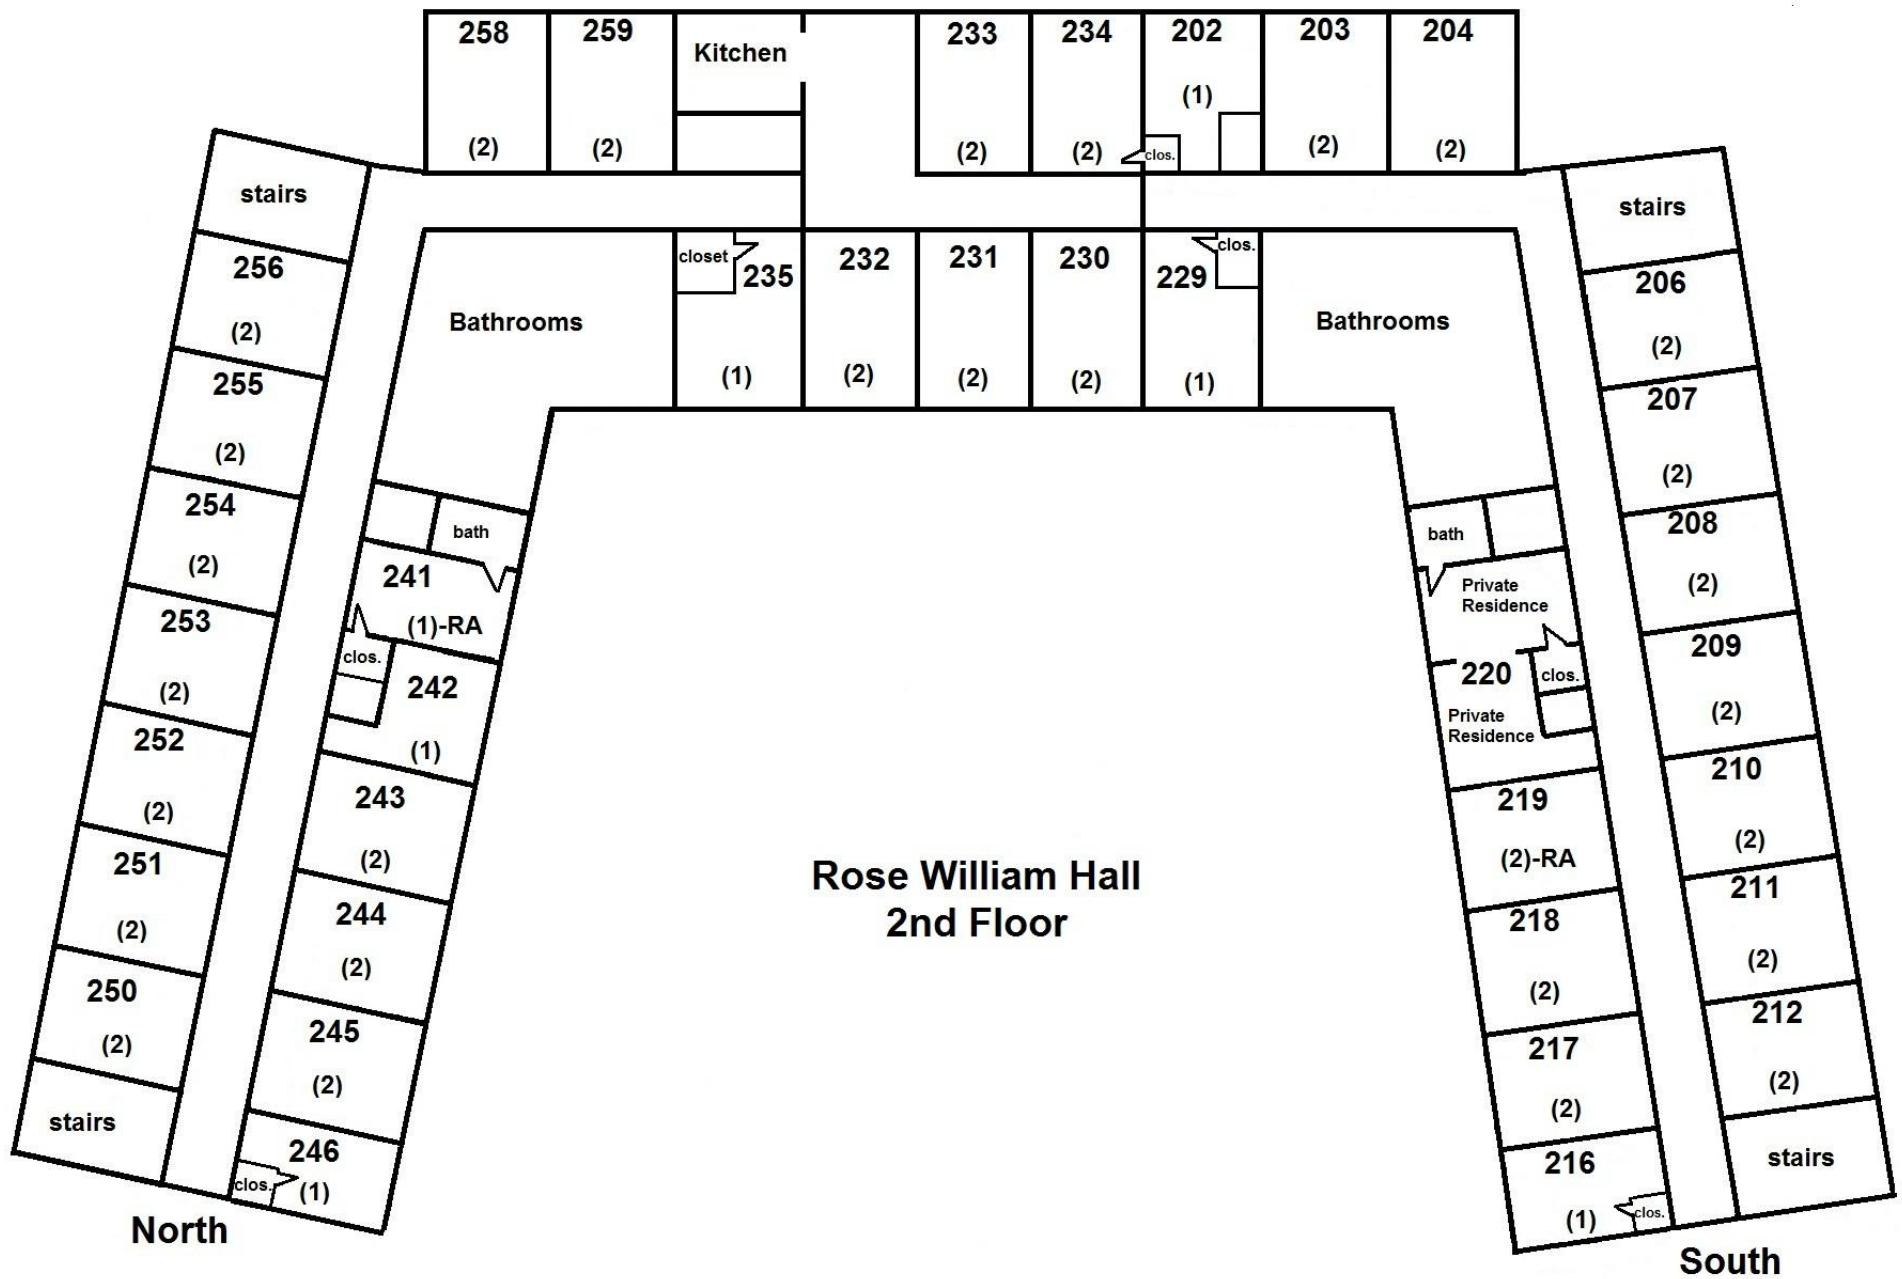 258
(2)
259
(2)
Kitchen
233
(2)
234
(2)
202
(1)
clos.
203
(2)
204
(2)
stairs
256
(2)
255
(2)
254
(2)
253
(2)
252
(2)
251
(2)
250
(2)
stairs
Bathrooms
closet
235
(1)
232
(2)
231
(2)
230
(2)
clos.
229
(1)
Bathrooms
bath
241
(1)-RA
clos.
242
(1)
243
(2)
244
(2)
245
(2)
246
clos.
(1)
North
Rose William Hall
2nd Floor
bath
Private
Residence
220
clos.
Private
Residence
219
(2)-RA
218
(2)
217
(2)
216
(1)
clos.
stairs
206
(2)
207
(2)
208
(2)
209
(2)
210
(2)
211
(2)
212
(2)
stairs
South